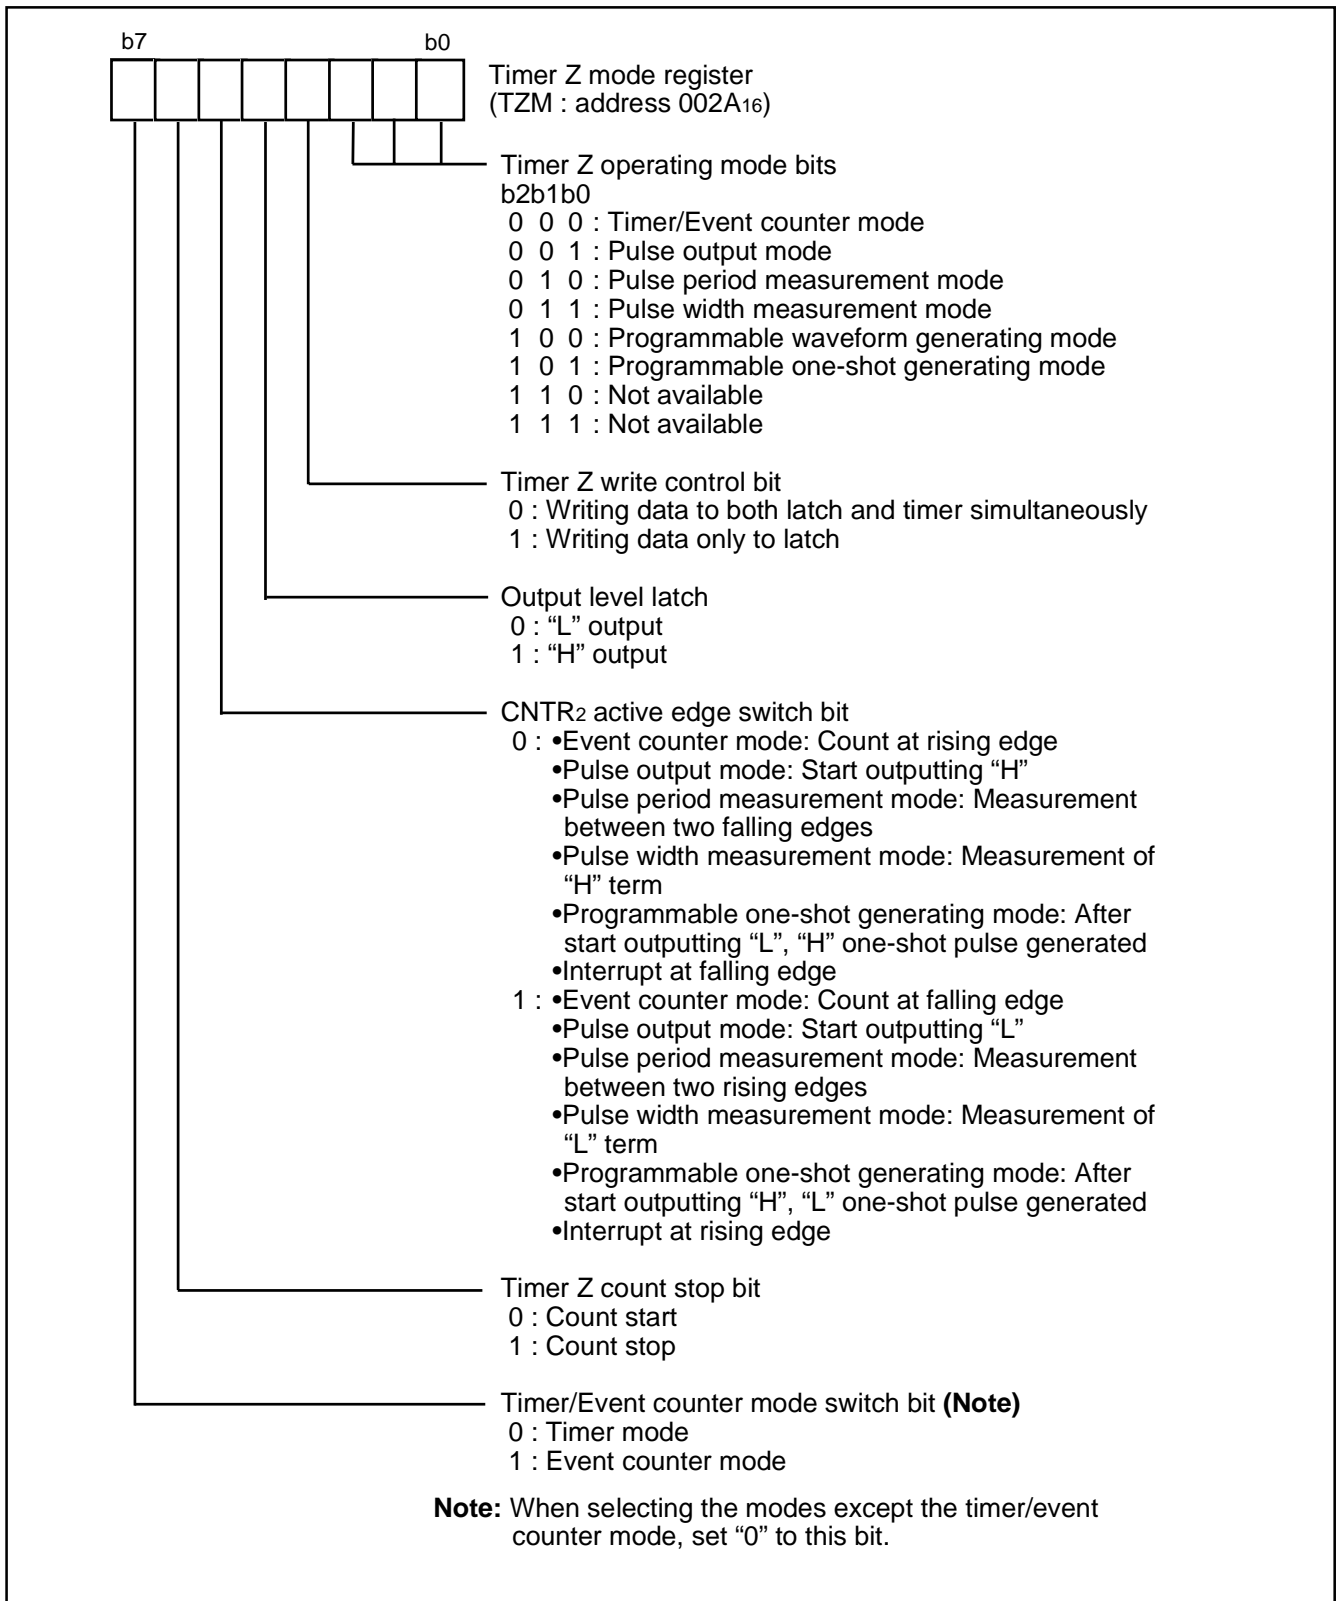 b7 b0
Timer Z mode register
(TZM : address 002A16)
Timer Z operating mode bits
b2b1b0
0 0 0 : Timer/Event counter mode
0 0 1 : Pulse output mode
0 1 0 : Pulse period measurement mode
0 1 1 : Pulse width measurement mode
1 0 0 : Programmable waveform generating mode
1 0 1 : Programmable one-shot generating mode
1 1 0 : Not available
1 1 1 : Not available
Timer Z write control bit
0 : Writing data to both latch and timer simultaneously
1 : Writing data only to latch
Output level latch
0 : “L” output
1 : “H” output
CNTR2 active edge switch bit
0 : •Event counter mode: Count at rising edge
•Pulse output mode: Start outputting “H”
•Pulse period measurement mode: Measurement
between two falling edges
•Pulse width measurement mode: Measurement of
“H” term
•Programmable one-shot generating mode: After
start outputting “L”, “H” one-shot pulse generated
•Interrupt at falling edge
1 : •Event counter mode: Count at falling edge
•Pulse output mode: Start outputting “L”
•Pulse period measurement mode: Measurement
between two rising edges
•Pulse width measurement mode: Measurement of
“L” term
•Programmable one-shot generating mode: After
start outputting “H”, “L” one-shot pulse generated
•Interrupt at rising edge
Timer Z count stop bit
0 : Count start
1 : Count stop
Timer/Event counter mode switch bit (Note)
0 : Timer mode
1 : Event counter mode
Note: When selecting the modes except the timer/event
counter mode, set “0” to this bit.